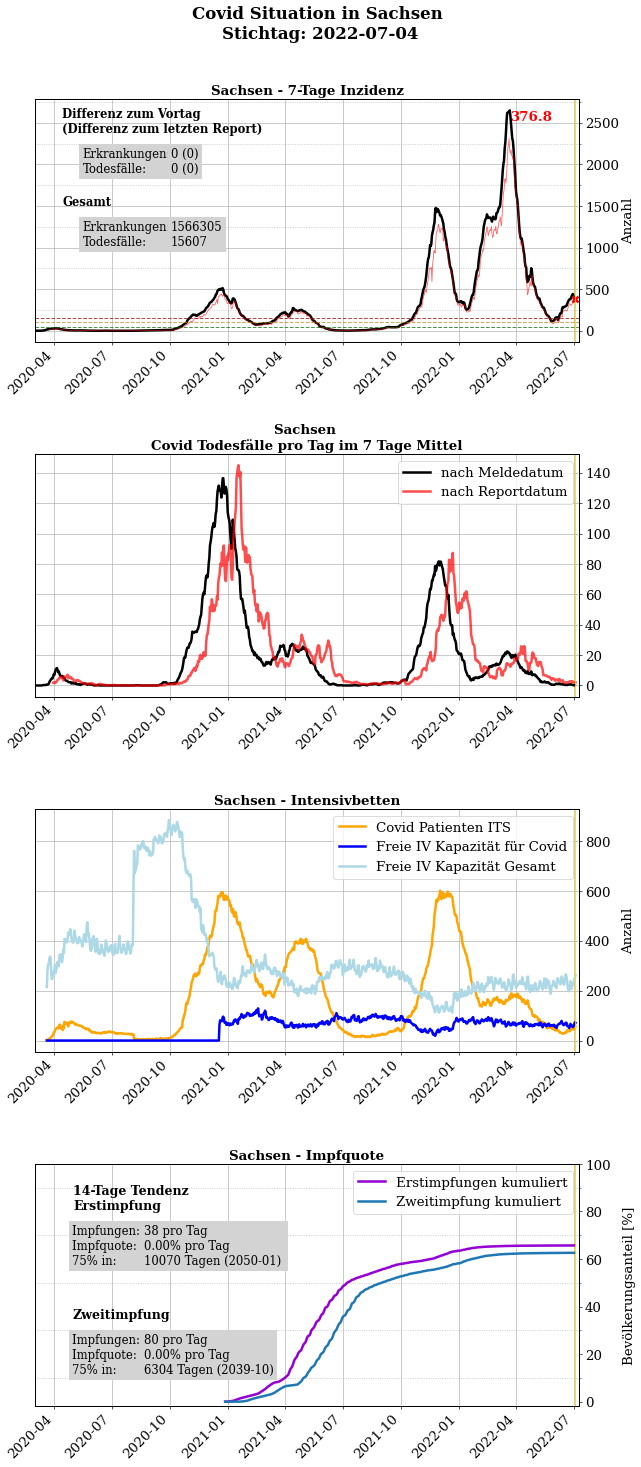 Covid Situation in Sachsen
Stichtag: 2022-07-04
Sachsen - 7-Tage Inzidenz
Differenz zum Vortag
(Differenz zum letzten Report)
Erkrankungen 0 (0)
Todesfälle: 0 (0)
Gesamt
Erkrankungen 1566305
Todesfälle: 15607
376.8
2500
2000
1500
1000
500
0
Anzahl
2020-04 2020-07 2020-10 2021-01 2021-04 2021-07 2021-10 2022-01 2022-04 2022-07
Sachsen
Covid Todesfälle pro Tag im 7 Tage Mittel
nach Meldedatum
nach Reportdatum
140
120
100
80
60
40
20
0
2020-04 2020-07 2020-10 2021-01 2021-04 2021-07 2021-10 2022-01 2022-04 2022-07
Sachsen - Intensivbetten
Covid Patienten ITS
Freie IV Kapazität für Covid
Freie IV Kapazität Gesamt
800
600
400
200
0
Anzahl
2020-04 2020-07 2020-10 2021-01 2021-04 2021-07 2021-10 2022-01 2022-04 2022-07
Sachsen - Impfquote
14-Tage Tendenz
Erstimpfung
Impfungen: 38 pro Tag
Impfquote: 0.00% pro Tag
75% in: 10070 Tagen (2050-01)
Zweitimpfung
Impfungen: 80 pro Tag
Impfquote: 0.00% pro Tag
75% in: 6304 Tagen (2039-10)
Erstimpfungen kumuliert
Zweitimpfung kumuliert
100
80
60
40
20
0
Bevölkerungsanteil [%]
2020-04 2020-07 2020-10 2021-01 2021-04 2021-07 2021-10 2022-01 2022-04 2022-07